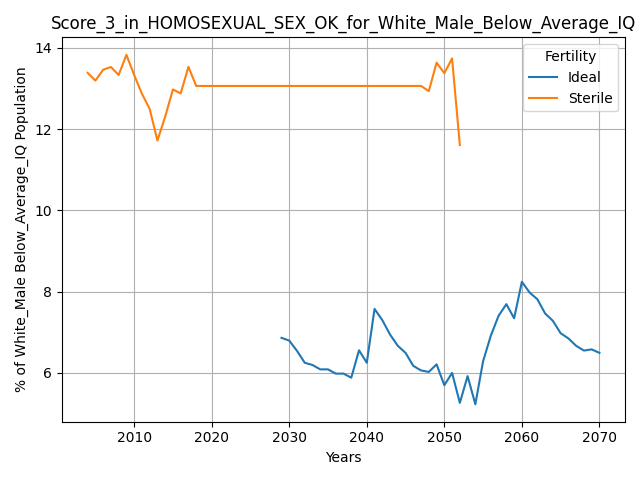 Score_3_in_HOMOSEXUAL_SEX_OK_for_White_Male_Below_Average_IQ
Fertility
Ideal
Sterile
% of White_Male Below_Average_IQ Population
14
12
10
8
6
2010 2020 2030 2040 2050 2060 2070
Years